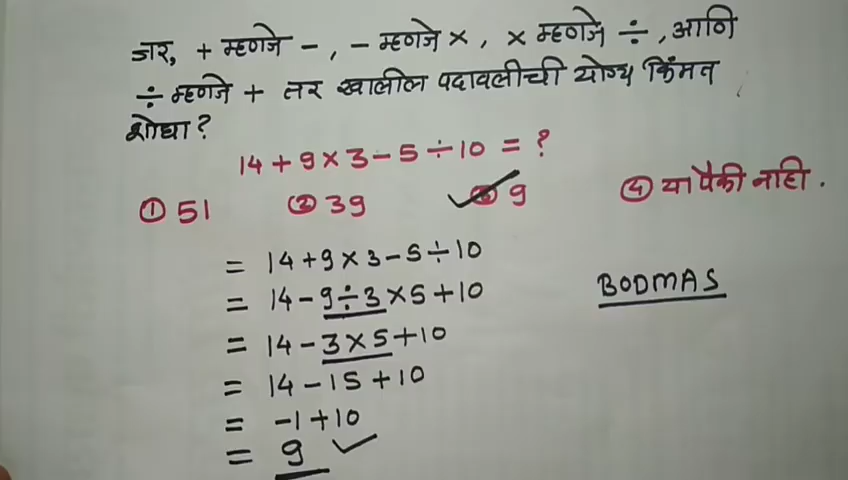 जर, + म्हणजे -, - म्हणजे ×, × म्हणजे ÷, आणि
÷ म्हणजे + तर खालील पदावलीची योग्य किंमत
शोधा?
14 + 9 × 3 - 5 ÷ 10 = ?
① 51 ② 39 ③ 9 ④ यापैकी नाही.
= 14 + 9 × 3 - 5 ÷ 10
= 14 - 9 ÷ 3 × 5 + 10
BODMAS
= 14 - 3 × 5 + 10
= 14 - 15 + 10
= -1 + 10
= 9 ✓